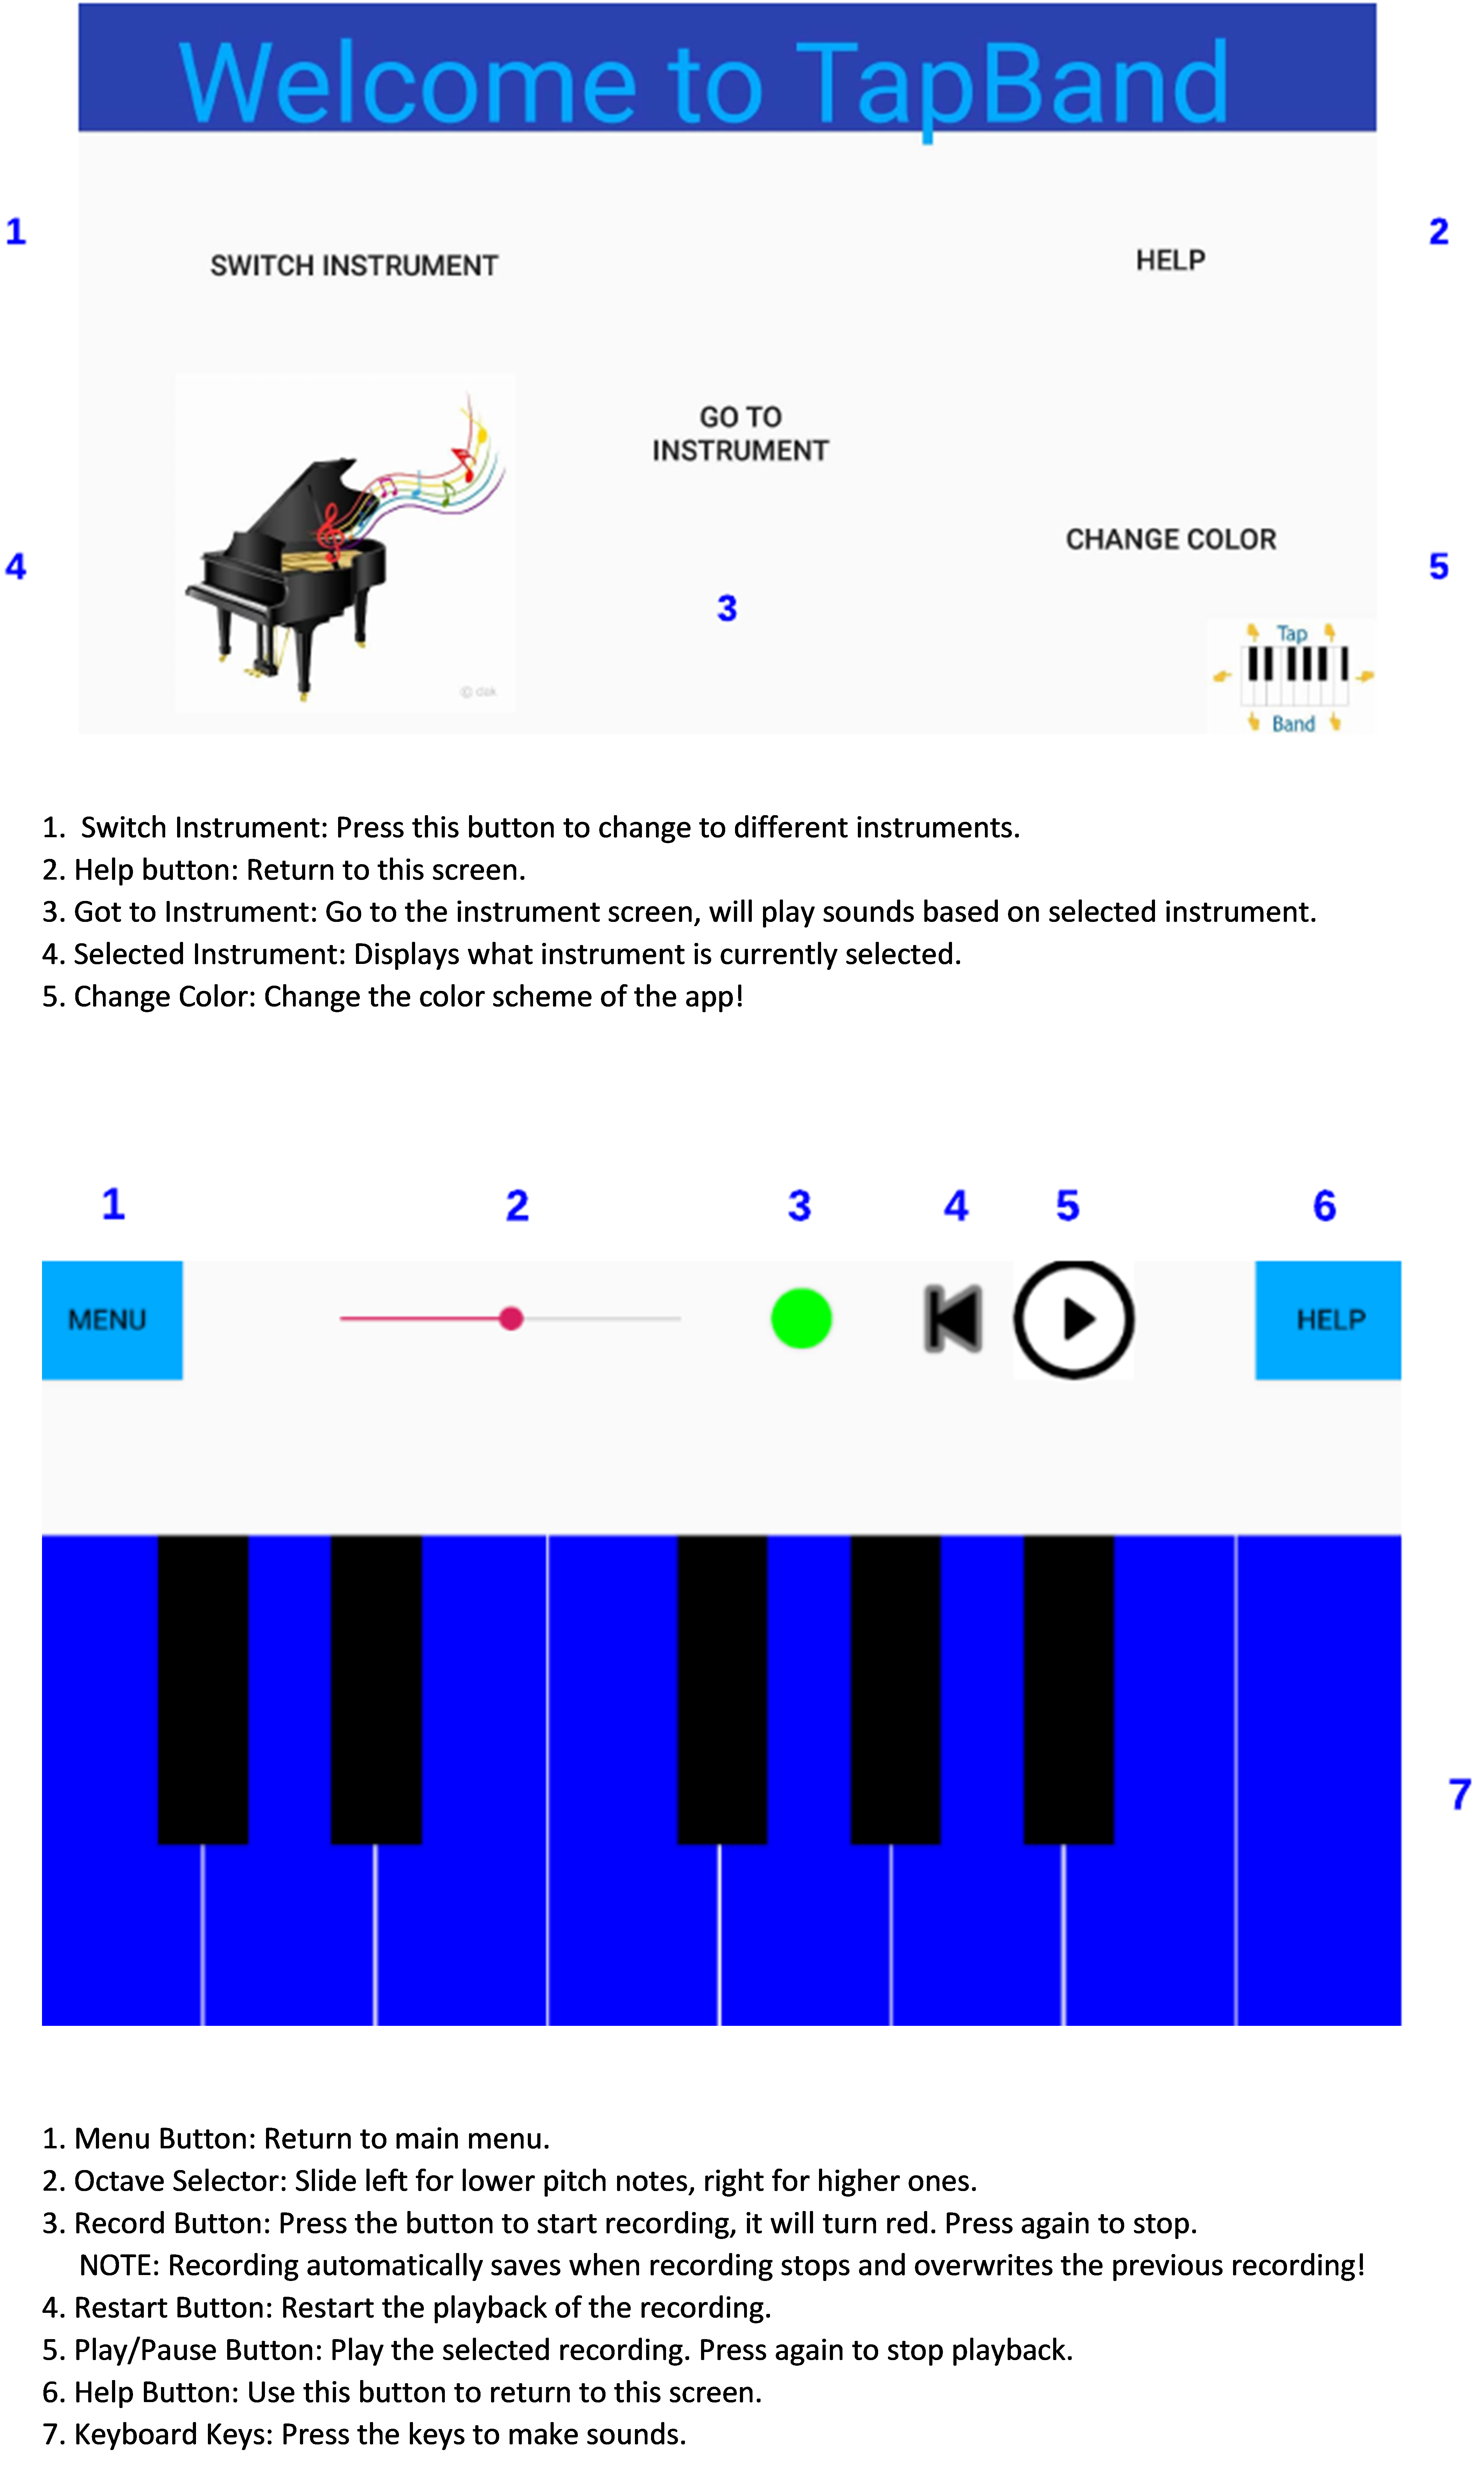 Welcome to TapBand
1
2
SWITCH INSTRUMENT
HELP
GO TO
INSTRUMENT
CHANGE COLOR
4
5
3
Tap
© dak
Band
1.  Switch Instrument: Press this button to change to different instruments.
2. Help button: Return to this screen.
3. Got to Instrument: Go to the instrument screen, will play sounds based on selected instrument.
4. Selected Instrument: Displays what instrument is currently selected.
5. Change Color: Change the color scheme of the app!
1
2
3
4
5
6
MENU
HELP
7
1. Menu Button: Return to main menu.
2. Octave Selector: Slide left for lower pitch notes, right for higher ones.
3. Record Button: Press the button to start recording, it will turn red. Press again to stop.
NOTE: Recording automatically saves when recording stops and overwrites the previous recording!
4. Restart Button: Restart the playback of the recording.
5. Play/Pause Button: Play the selected recording. Press again to stop playback.
6. Help Button: Use this button to return to this screen.
7. Keyboard Keys: Press the keys to make sounds.